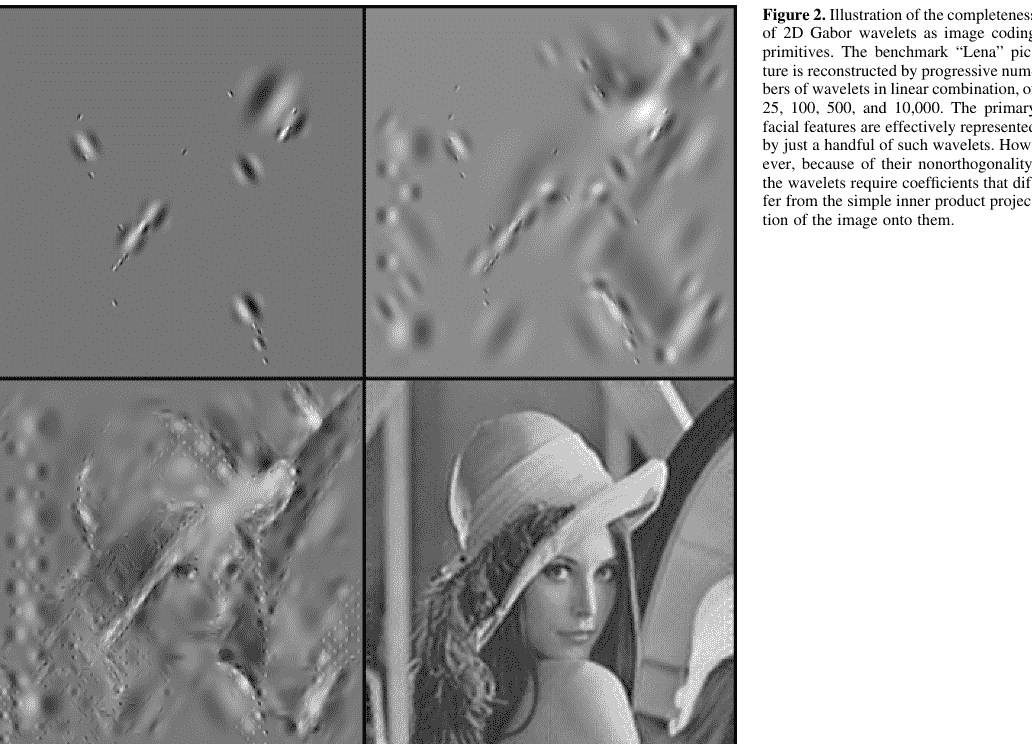 Figure 2. Illustration of the completenes
of 2D Gabor wavelets as image coding
primitives. The benchmark “Lena” pic
ture is reconstructed by progressive num
bers of wavelets in linear combination, o
25, 100, 500, and 10,000. The primary
facial features are effectively represented
by just a handful of such wavelets. How
ever, because of their nonorthogonality
the wavelets require coefficients that dif
fer from the simple inner product projec
tion of the image onto them.